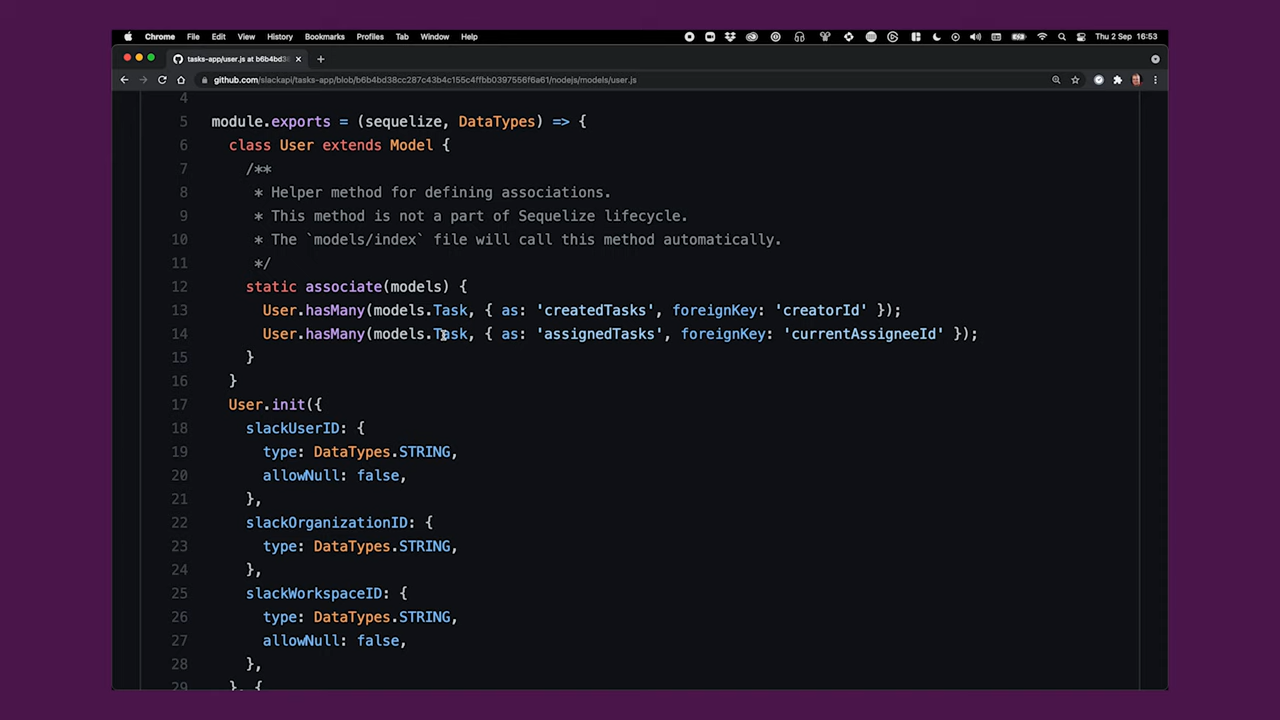 Chrome File Edit View History Bookmarks Profiles Tab Window Help Thu 2 Sep 16:53
tasks-app/user.js at b6b4bd3
github.com/slackapi/tasks-app/blob/b6b4bd38cc287c43b4c155c4ffbb0397556f6a61/nodejs/models/user.js
4
5 module.exports = (sequelize, DataTypes) => {
6 class User extends Model {
7 /**
8 * Helper method for defining associations.
9 * This method is not a part of Sequelize lifecycle.
10 * The `models/index` file will call this method automatically.
11 */
12 static associate(models) {
13 User.hasMany(models.Task, { as: 'createdTasks', foreignKey: 'creatorId' });
14 User.hasMany(models.Task, { as: 'assignedTasks', foreignKey: 'currentAssigneeId' });
15 }
16 }
17 User.init({
18 slackUserID: {
19 type: DataTypes.STRING,
20 allowNull: false,
21 },
22 slackOrganizationID: {
23 type: DataTypes.STRING,
24 },
25 slackWorkspaceID: {
26 type: DataTypes.STRING,
27 allowNull: false,
28 },
29 }, {